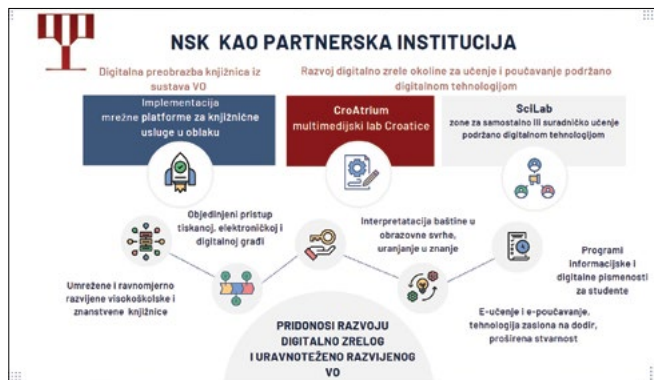 NSK KAO PARTNERSKA INSTITUCIJA
Digitalna preobrazba knjižnica iz
sustava VO
Razvoj digitalno zrele okoline za učenje i poučavanje podržano
digitalnom tehnologijom
Implementacija
mrežne platforme za knjižnične
usluge u oblaku
CroAtrium
multimedijski lab Croatice
SciLab
zone za samostalno ili suradničko učenje
podržano digitalnom tehnologijom
Objedinjeni pristup
tiskanoj, elektroničkoj i
digitalnoj građi
Interpretatacija baštine u
obrazovne svrhe,
uranjanje u znanje
Programi
informacijske i
digitalne pismenosti
za studente
Umrežene i ravnomjerno
razvijene visokoškolske i
znanstvene knjižnice
E-učenje i e-poučavanje,
tehnologija zaslona na dodir,
proširena stvarnost
PRIDONOSI RAZVOJU
DIGITALNO ZRELOG
I URAVNOTEŽENO RAZVIJENOG
VO